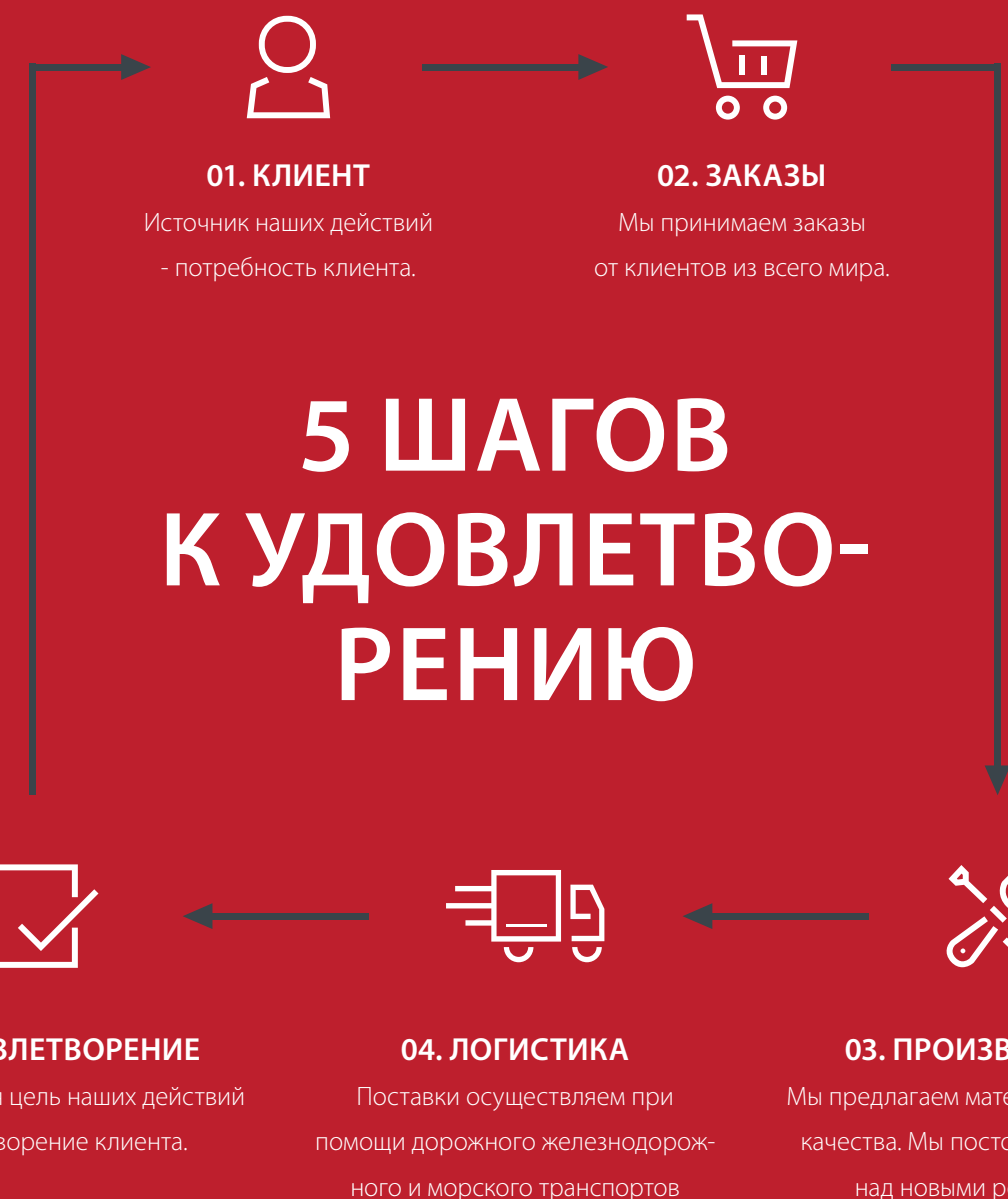 01. КЛИЕНТ
Источник наших действий
- потребность клиента.
02. ЗАКАЗЫ
Мы принимаем заказы
от клиентов из всего мира.
5 ШАГОВ
К УДОВЛЕТВО-
РЕНИЮ
ВЛЕТВОРЕНИЕ
цель наших действий
ворение клиента.
04. ЛОГИСТИКА
Поставки осуществляем при
помощи дорожного железнодорож-
ного и морского транспортов
03. ПРОИЗВ
Мы предлагаем мате
качества. Мы посто
над новыми р